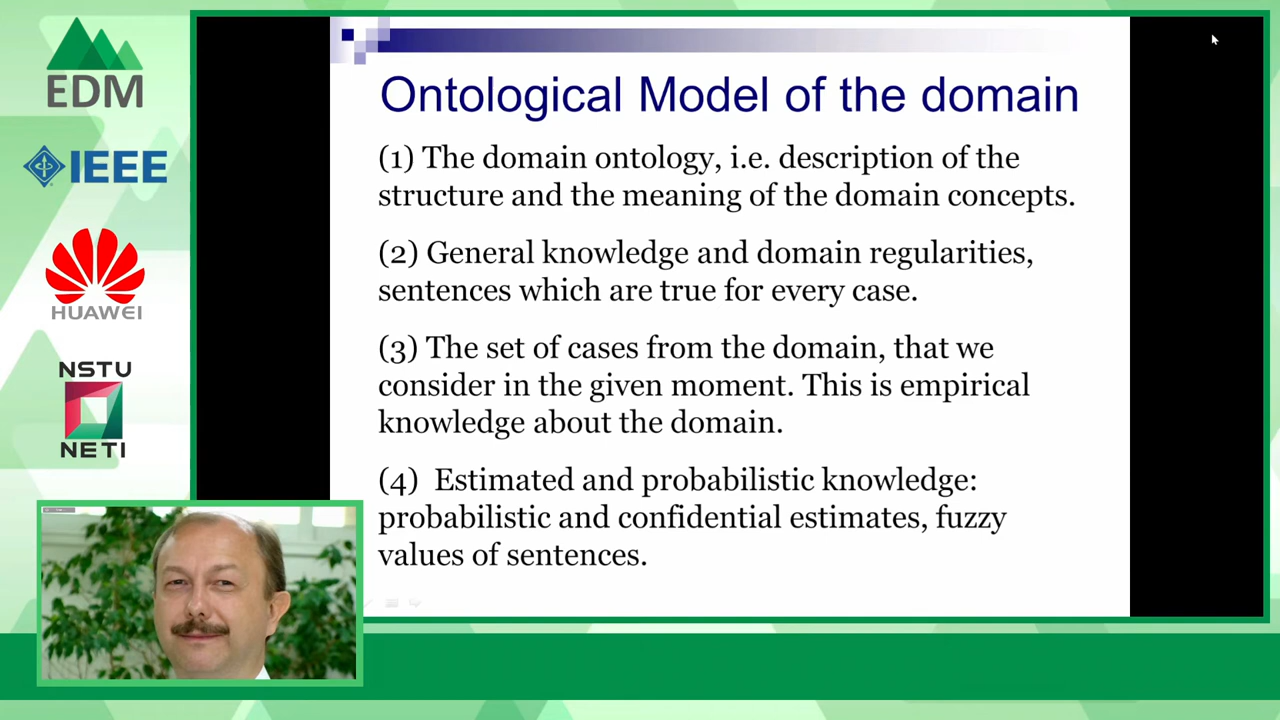 EDM
IEEE
HUAWEI
NSTU
NETI
Ontological Model of the domain
(1) The domain ontology, i.e. description of the
structure and the meaning of the domain concepts.
(2) General knowledge and domain regularities,
sentences which are true for every case.
(3) The set of cases from the domain, that we
consider in the given moment. This is empirical
knowledge about the domain.
(4) Estimated and probabilistic knowledge:
probabilistic and confidential estimates, fuzzy
values of sentences.